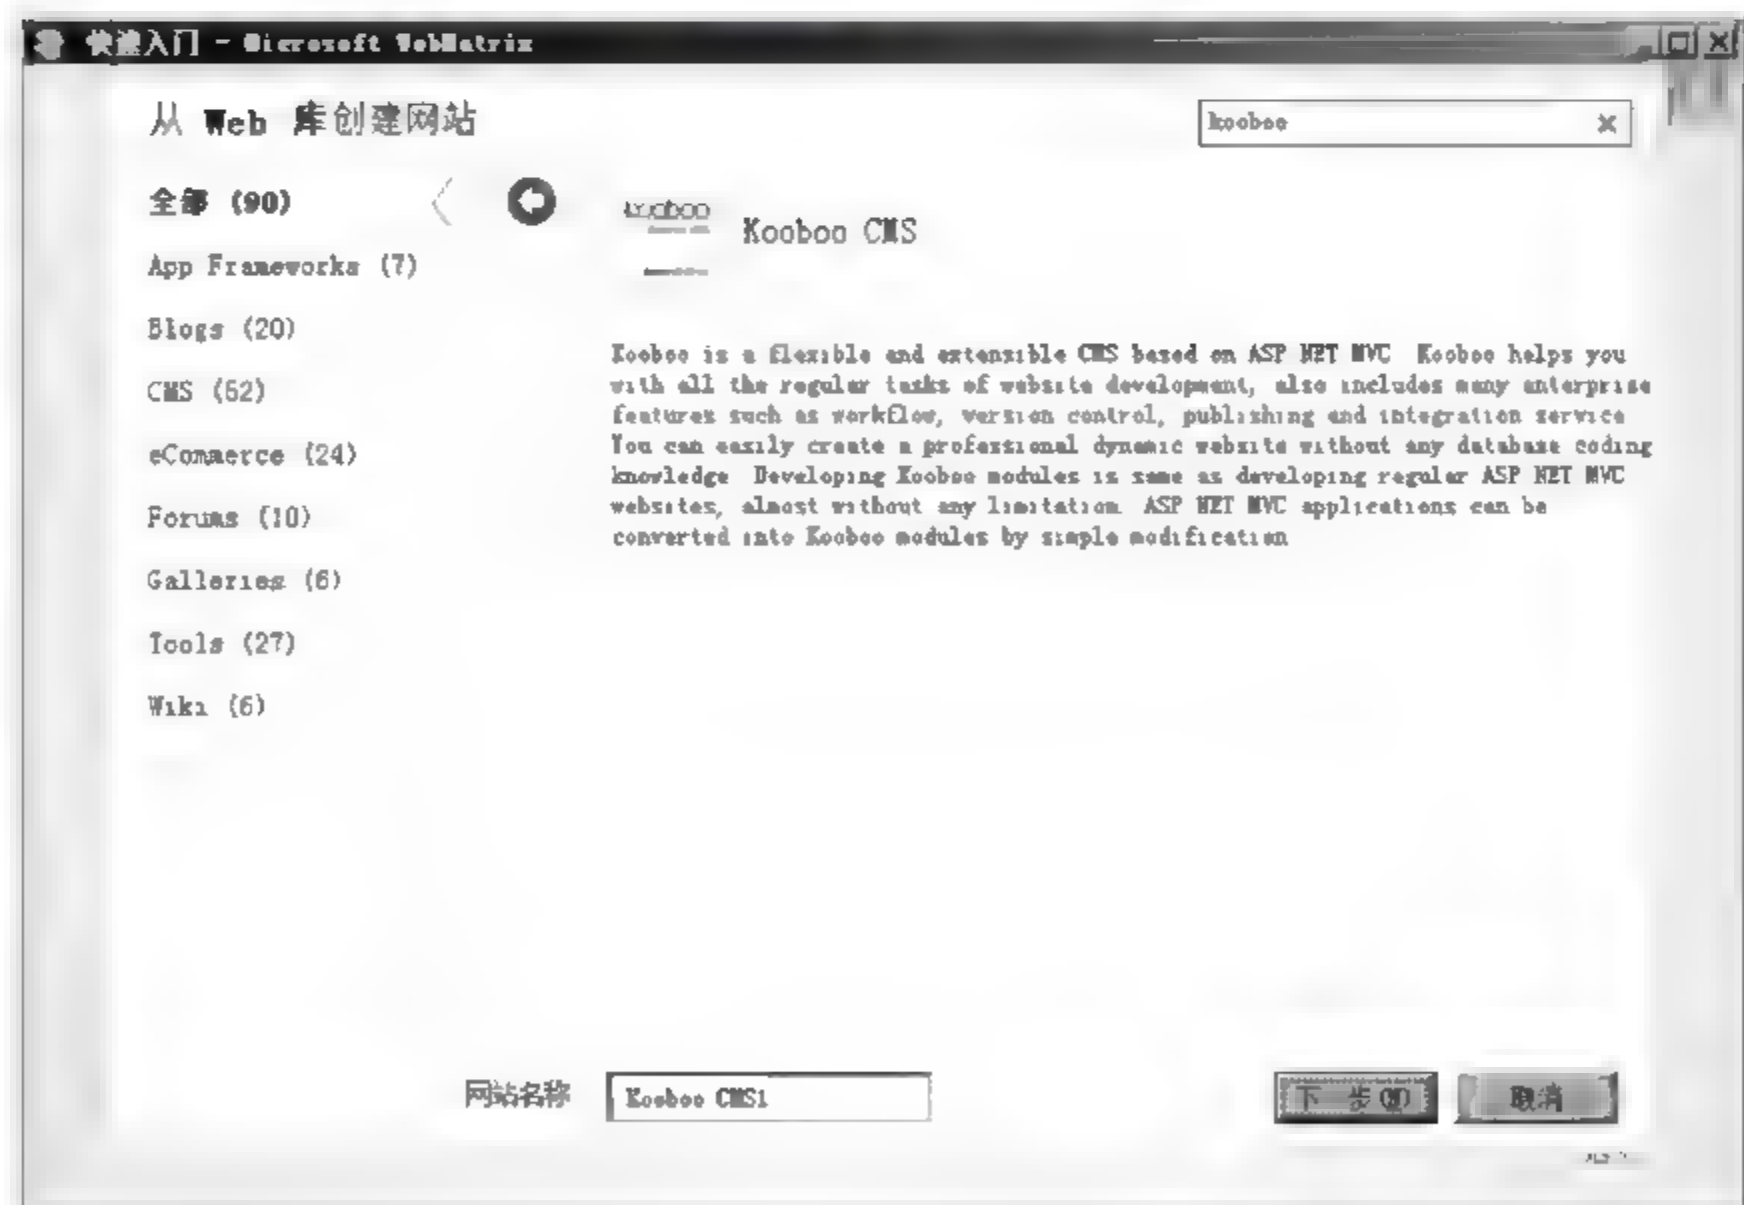 快速入门 - Microsoft WebMatrix
从 Web 库创建网站
kooboo
全部 (90)
App Frameworks (7)
Blogs (20)
CMS (52)
eCommerce (24)
Forums (10)
Galleries (6)
Tools (27)
Wiki (6)
kooboo
Kooboo CMS
Kooboo is a flexible and extensible CMS based on ASP NET MVC Kooboo helps you
with all the regular tasks of website development, also includes many enterprise
features such as workflow, version control, publishing and integration service
You can easily create a professional dynamic website without any database coding
knowledge Developing Kooboo modules is same as developing regular ASP NET MVC
websites, almost without any limitation ASP NET MVC applications can be
converted into Kooboo modules by simple modification
网站名称
Kooboo CMS1
下 步(N)
取消